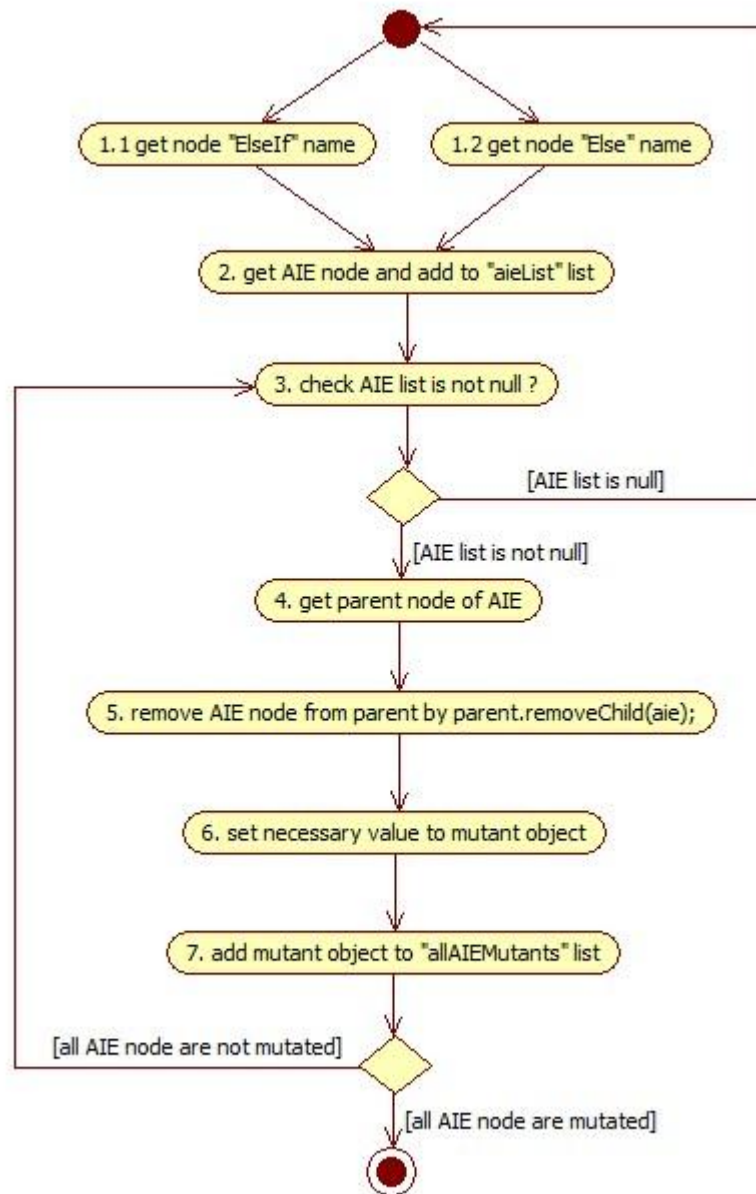 1.1 get node "ElseIf" name
1.2 get node "Else" name
2. get AIE node and add to "aieList" list
3. check AIE list is not null ?
[AIE list is null]
[AIE list is not null]
4. get parent node of AIE
5. remove AIE node from parent by parent.removeChild(aie);
6. set necessary value to mutant object
7. add mutant object to "allAIEMutants" list
[all AIE node are not mutated]
[all AIE node are mutated]